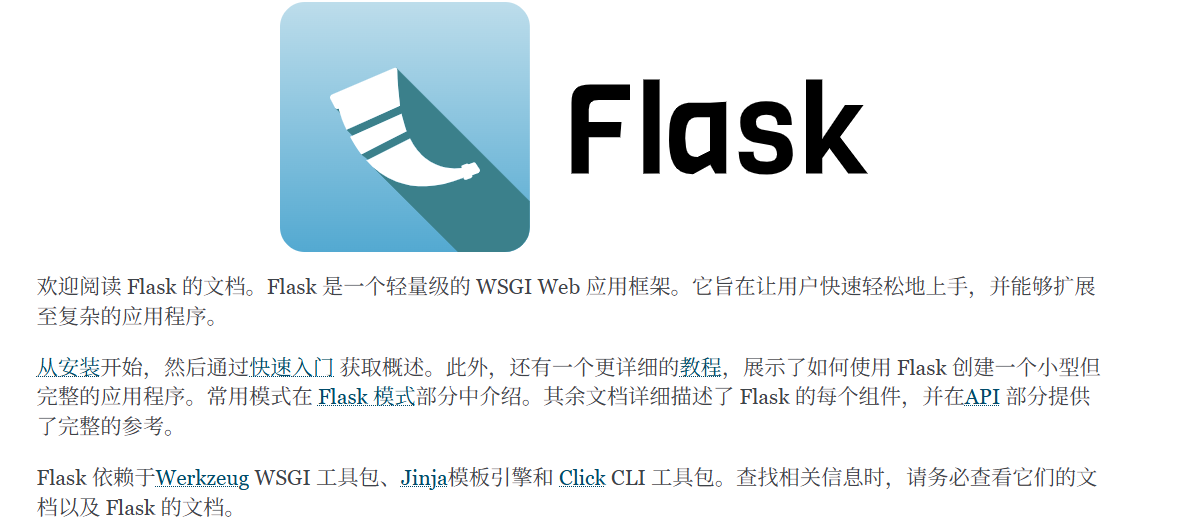 Flask
欢迎阅读 Flask 的文档。Flask 是一个轻量级的 WSGI Web 应用框架。它旨在让用户快速轻松地上手，并能够扩展
至复杂的应用程序。
从安装开始，然后通过快速入门 获取概述。此外，还有一个更详细的教程，展示了如何使用 Flask 创建一个小型但
完整的应用程序。常用模式在 Flask 模式部分中介绍。其余文档详细描述了 Flask 的每个组件，并在API 部分提供
了完整的参考。
Flask 依赖于Werkzeug WSGI 工具包、Jinja模板引擎和 Click CLI 工具包。查找相关信息时，请务必查看它们的文
档以及 Flask 的文档。